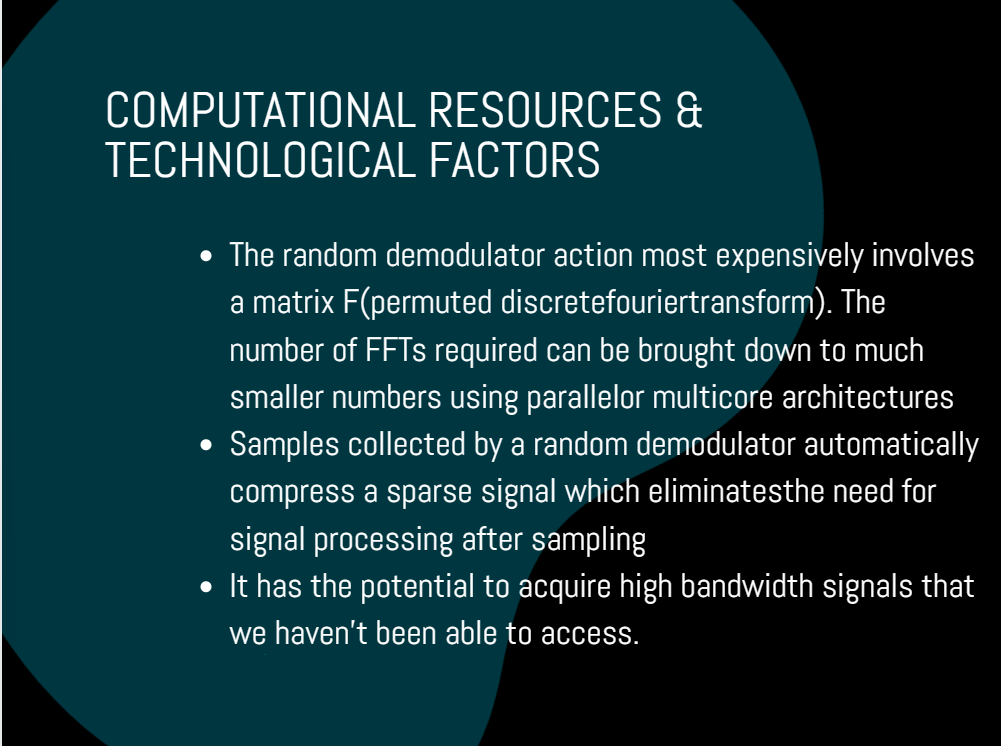 COMPUTATIONAL RESOURCES &
TECHNOLOGICAL FACTORS
• The random demodulator action most expensively involves
a matrix F(permuted discretefouriertransform). The
number of FFTs required can be brought down to much
smaller numbers using parallelor multicore architectures
• Samples collected by a random demodulator automatically
compress a sparse signal which eliminatesthe need for
signal processing after sampling
• It has the potential to acquire high bandwidth signals that
we haven't been able to access.